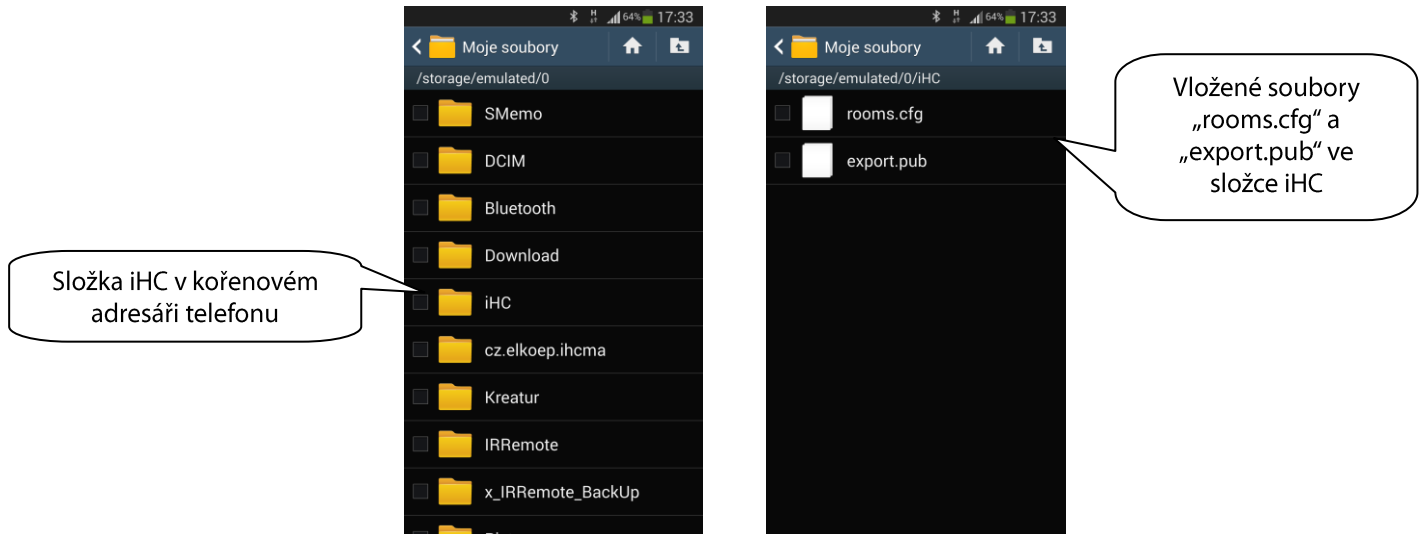 64% 17:33
Moje soubory
/storage/emulated/0
SMemo
DCIM
Bluetooth
Download
iHC
cz.elkoep.ihcma
Kreatur
IRRemote
x_IRRemote_BackUp
Složka iHC v kořenovém
adresáři telefonu
64% 17:33
Moje soubory
/storage/emulated/0/iHC
rooms.cfg
export.pub
Vložené soubory
„rooms.cfg“ a
„export.pub“ ve
složce iHC